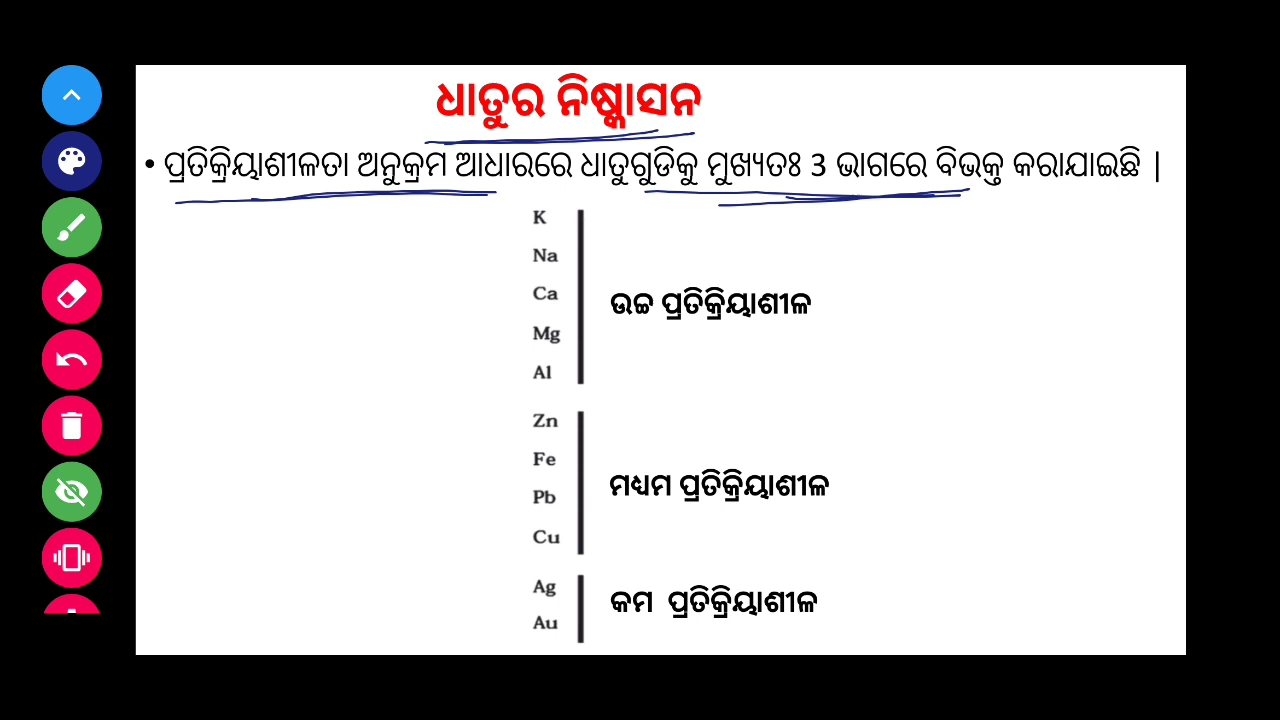 ଧାତୁର ନିଷ୍କାସନ
• ପ୍ରତିକ୍ରିୟାଶୀଳତା ଅନୁକ୍ରମ ଆଧାରରେ ଧାତୁଗୁଡିକୁ ମୁଖ୍ୟତଃ 3 ଭାଗରେ ବିଭକ୍ତ କରାଯାଇଛି |
K
Na
Ca
Mg
Al
ଉଚ୍ଚ ପ୍ରତିକ୍ରିୟାଶୀଳ
Zn
Fe
Pb
Cu
ମଧ୍ୟମ ପ୍ରତିକ୍ରିୟାଶୀଳ
Ag
Au
କମ ପ୍ରତିକ୍ରିୟାଶୀଳ